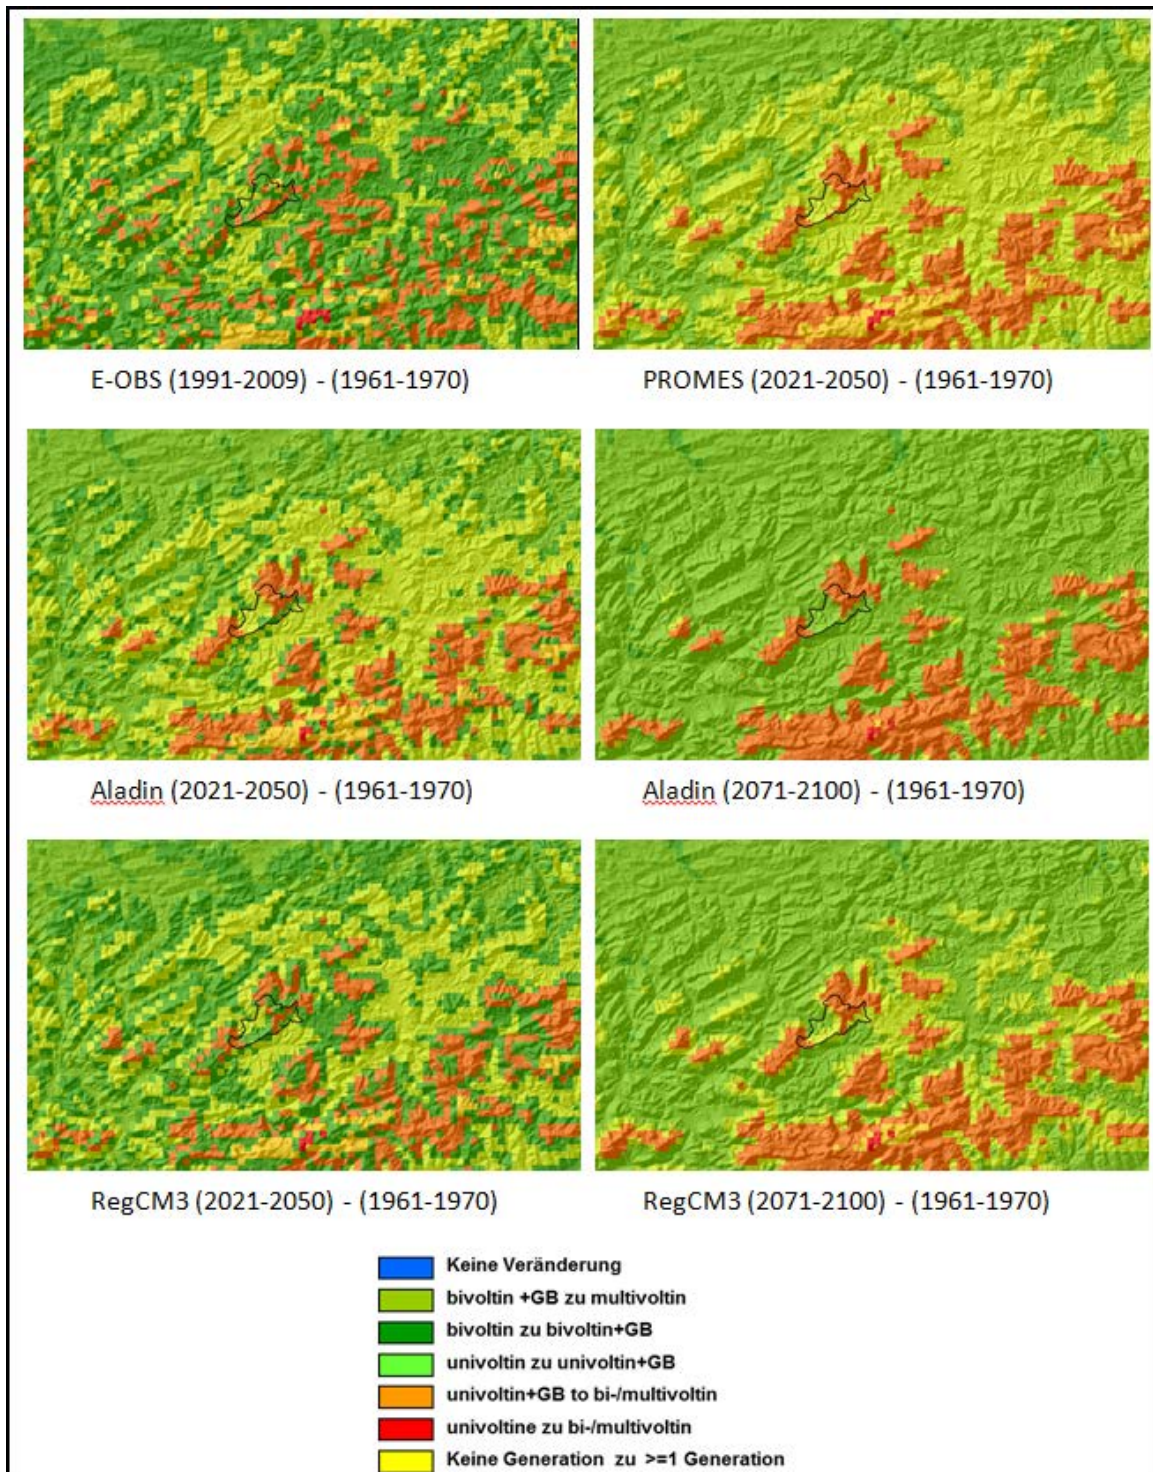 E-OBS (1991-2009) - (1961-1970)
PROMES (2021-2050) - (1961-1970)
Aladin (2021-2050) - (1961-1970)
Aladin (2071-2100) - (1961-1970)
RegCM3 (2021-2050) - (1961-1970)
RegCM3 (2071-2100) - (1961-1970)
Keine Veränderung
bivoltin +GB zu multivoltin
bivoltin zu bivoltin+GB
univoltin zu univoltin+GB
univoltin+GB to bi-/multivoltin
univoltine zu bi-/multivoltin
Keine Generation zu >=1 Generation